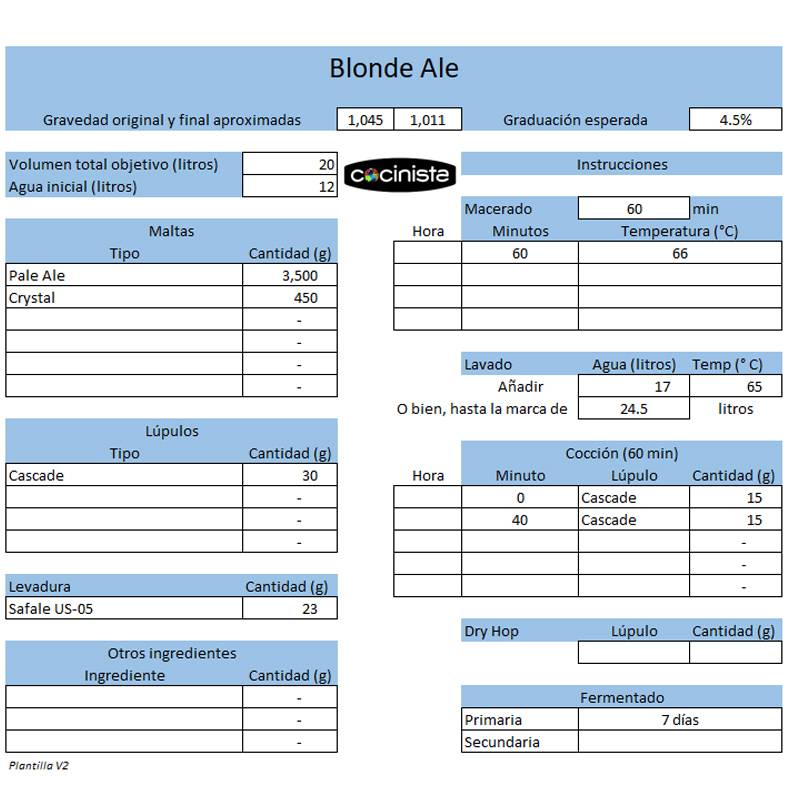 Blonde Ale
Gravedad original y final aproximadas 1,045 1,011 Graduación esperada 4.5%
Volumen total objetivo (litros) 20
Agua inicial (litros) 12
cocinista
Instrucciones
Maltas
Tipo Cantidad (g)
Pale Ale 3,500
Crystal 450
-
-
-
-
Lúpulos
Tipo Cantidad (g)
Cascade 30
-
-
-
Levadura Cantidad (g)
Safale US-05 23
Otros ingredientes
Ingrediente Cantidad (g)
-
-
-
Plantilla V2
Macerado 60 min
Hora Minutos Temperatura (°C)
60 66
Lavado Agua (litros) Temp (° C)
Añadir 17 65
O bien, hasta la marca de 24.5 litros
Cocción (60 min)
Hora Minuto Lúpulo Cantidad (g)
0 Cascade 15
40 Cascade 15
-
-
-
Dry Hop Lúpulo Cantidad (g)
Fermentado
Primaria 7 días
Secundaria